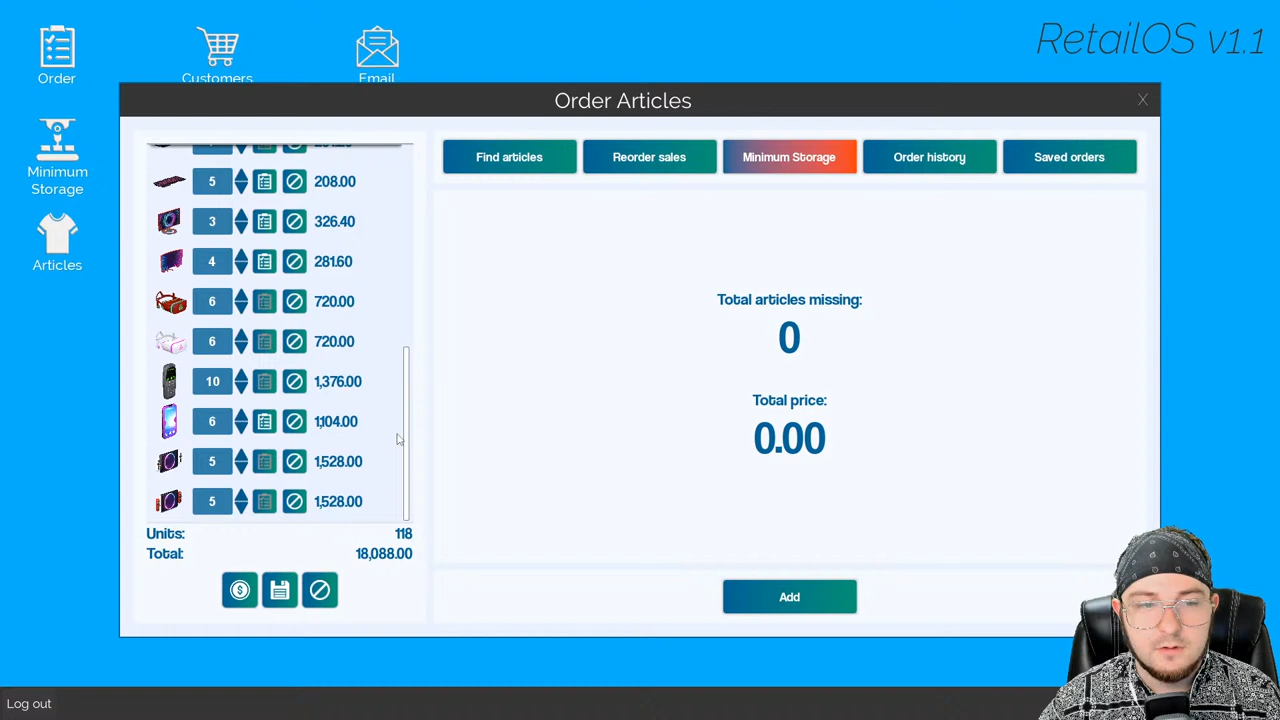 RetailOS v1.1
Order
Customers
Email
Minimum
Storage
Articles
Order Articles
X
Find articles
Reorder sales
Minimum Storage
Order history
Saved orders
5 208.00
3 326.40
4 281.60
6 720.00
6 720.00
10 1,376.00
6 1,104.00
5 1,528.00
5 1,528.00
Units: 118
Total: 18,088.00
Total articles missing:
0
Total price:
0.00
Add
Log out